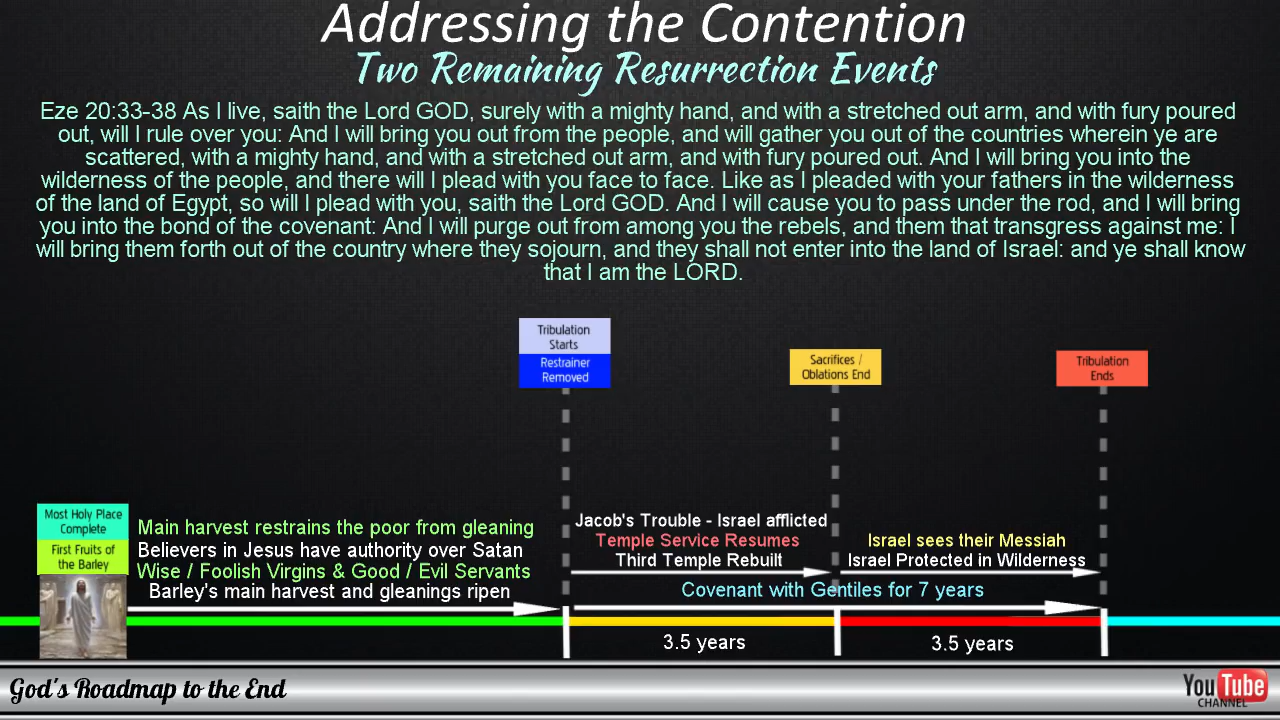 Addressing the Contention
Two Remaining Resurrection Events
Eze 20:33-38 As I live, saith the Lord GOD, surely with a mighty hand, and with a stretched out arm, and with fury poured
out, will I rule over you: And I will bring you out from the people, and will gather you out of the countries wherein ye are
scattered, with a mighty hand, and with a stretched out arm, and with fury poured out. And I will bring you into the
wilderness of the people, and there will I plead with you face to face. Like as I pleaded with your fathers in the wilderness
of the land of Egypt, so will I plead with you, saith the Lord GOD. And I will cause you to pass under the rod, and I will bring
you into the bond of the covenant: And I will purge out from among you the rebels, and them that transgress against me: I
will bring them forth out of the country where they sojourn, and they shall not enter into the land of Israel: and ye shall know
that I am the LORD.
Tribulation
Starts
Restrainer
Removed
Sacrifices /
Oblations End
Tribulation
Ends
Most Holy Place
Complete
First Fruits of
the Barley
Main harvest restrains the poor from gleaning
Believers in Jesus have authority over Satan
Wise / Foolish Virgins & Good / Evil Servants
Barley's main harvest and gleanings ripen
Jacob's Trouble - Israel afflicted
Temple Service Resumes
Third Temple Rebuilt
Israel sees their Messiah
Israel Protected in Wilderness
Covenant with Gentiles for 7 years
3.5 years
3.5 years
God's Roadmap to the End
YouTube
CHANNEL